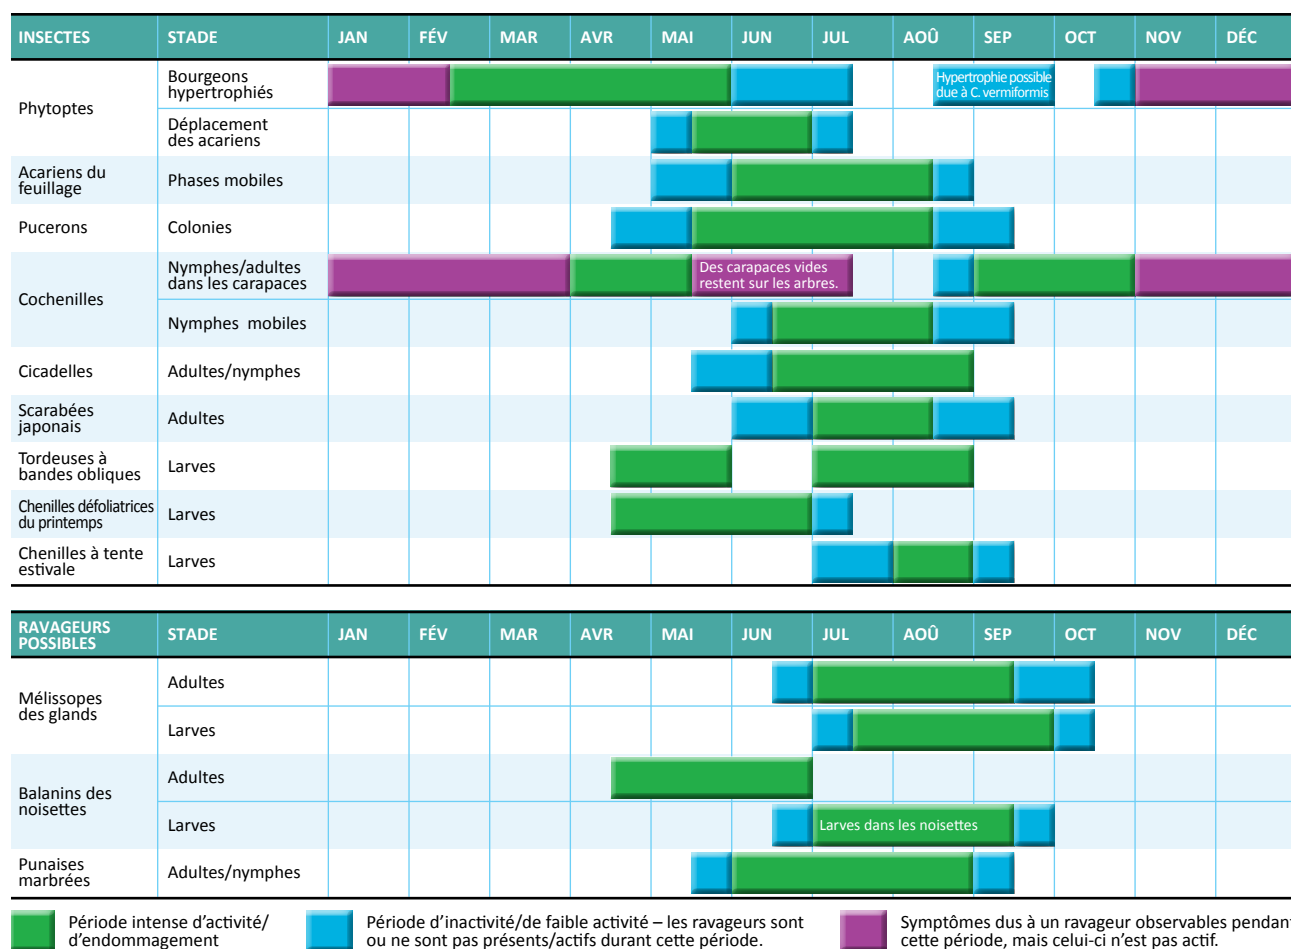 INSECTES STADE JAN FÉV MAR AVR MAI JUN JUL AOÛ SEP OCT NOV DÉC
Phytoptes
Bourgeons
hypertrophiés
Hypertrophie possible
due à C. vermiformis
Déplacement
des acariens
Acariens du
feuillage
Phases mobiles
Pucerons Colonies
Cochenilles
Nymphes/adultes
dans les carapaces
Des carapaces vides
restent sur les arbres.
Nymphes mobiles
Cicadelles Adultes/nymphes
Scarabées
japonais
Adultes
Tordeuses à
bandes obliques
Larves
Chenilles défoliatrices
du printemps
Larves
Chenilles à tente
estivale
Larves
RAVAGEURS
POSSIBLES
STADE JAN FÉV MAR AVR MAI JUN JUL AOÛ SEP OCT NOV DÉC
Mélissopes
des glands
Adultes
Larves
Balanins des
noisettes
Adultes
Larves
Larves dans les noisettes
Punaises
marbrées
Adultes/nymphes
Période intense d'activité/
d'endommagement
Période d'inactivité/de faible activité – les ravageurs sont
ou ne sont pas présents/actifs durant cette période.
Symptômes dus à un ravageur observables pendant
cette période, mais celui-ci n'est pas actif.